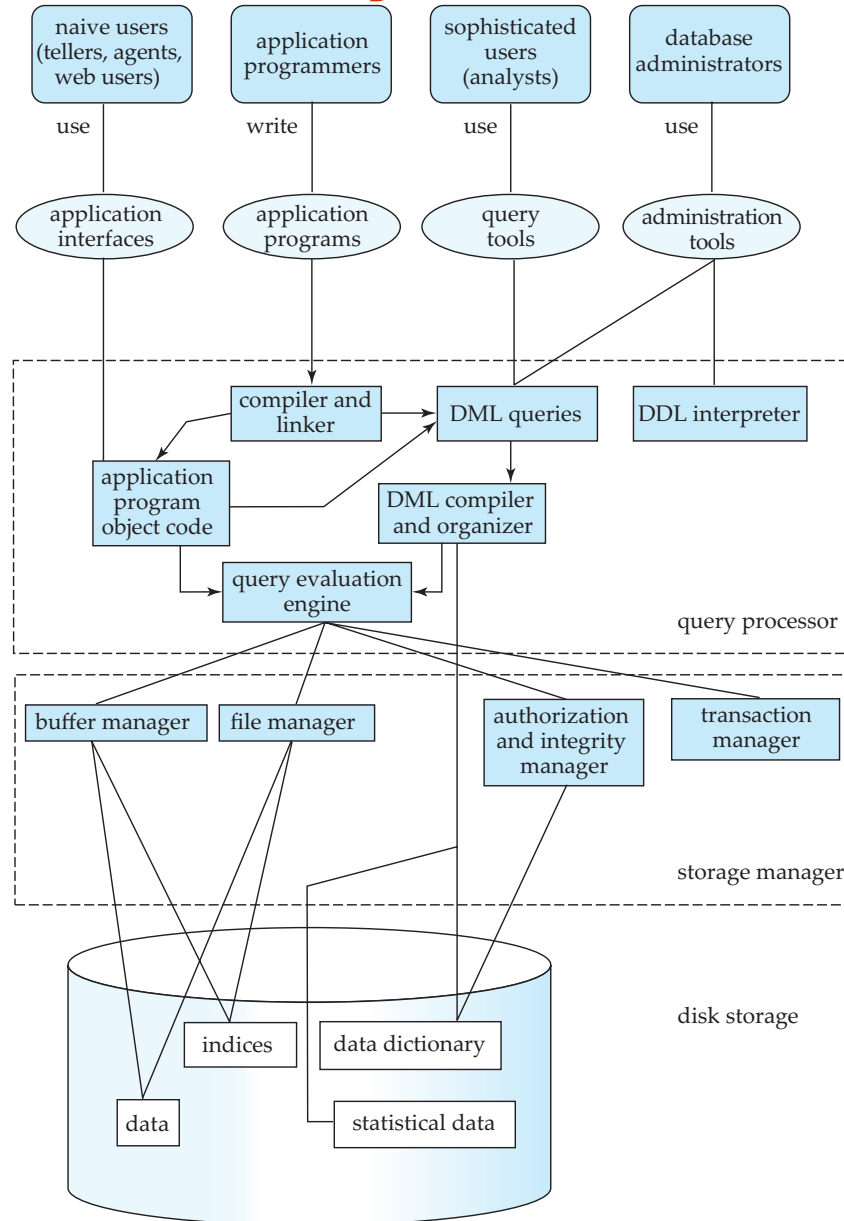 naive users
(tellers, agents,
web users)
application
programmers
sophisticated
users
(analysts)
database
administrators
use
write
use
use
application
interfaces
application
programs
query
tools
administration
tools
compiler and
linker
DML queries
DDL interpreter
application
program
object code
DML compiler
and organizer
query evaluation
engine
query processor
buffer manager
file manager
authorization
and integrity
manager
transaction
manager
storage manager
disk storage
indices
data dictionary
data
statistical data